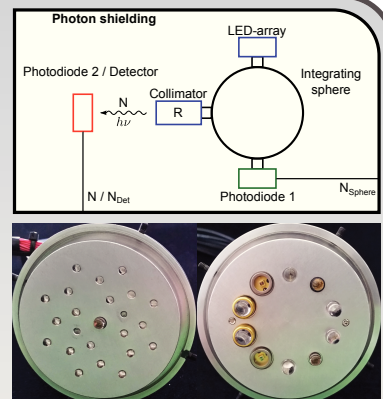 Photon shielding
LED-array
Photodiode 2 / Detector
Integrating
sphere
Collimator
N
hν
R
Photodiode 1
N_Sphere
N / N_Det